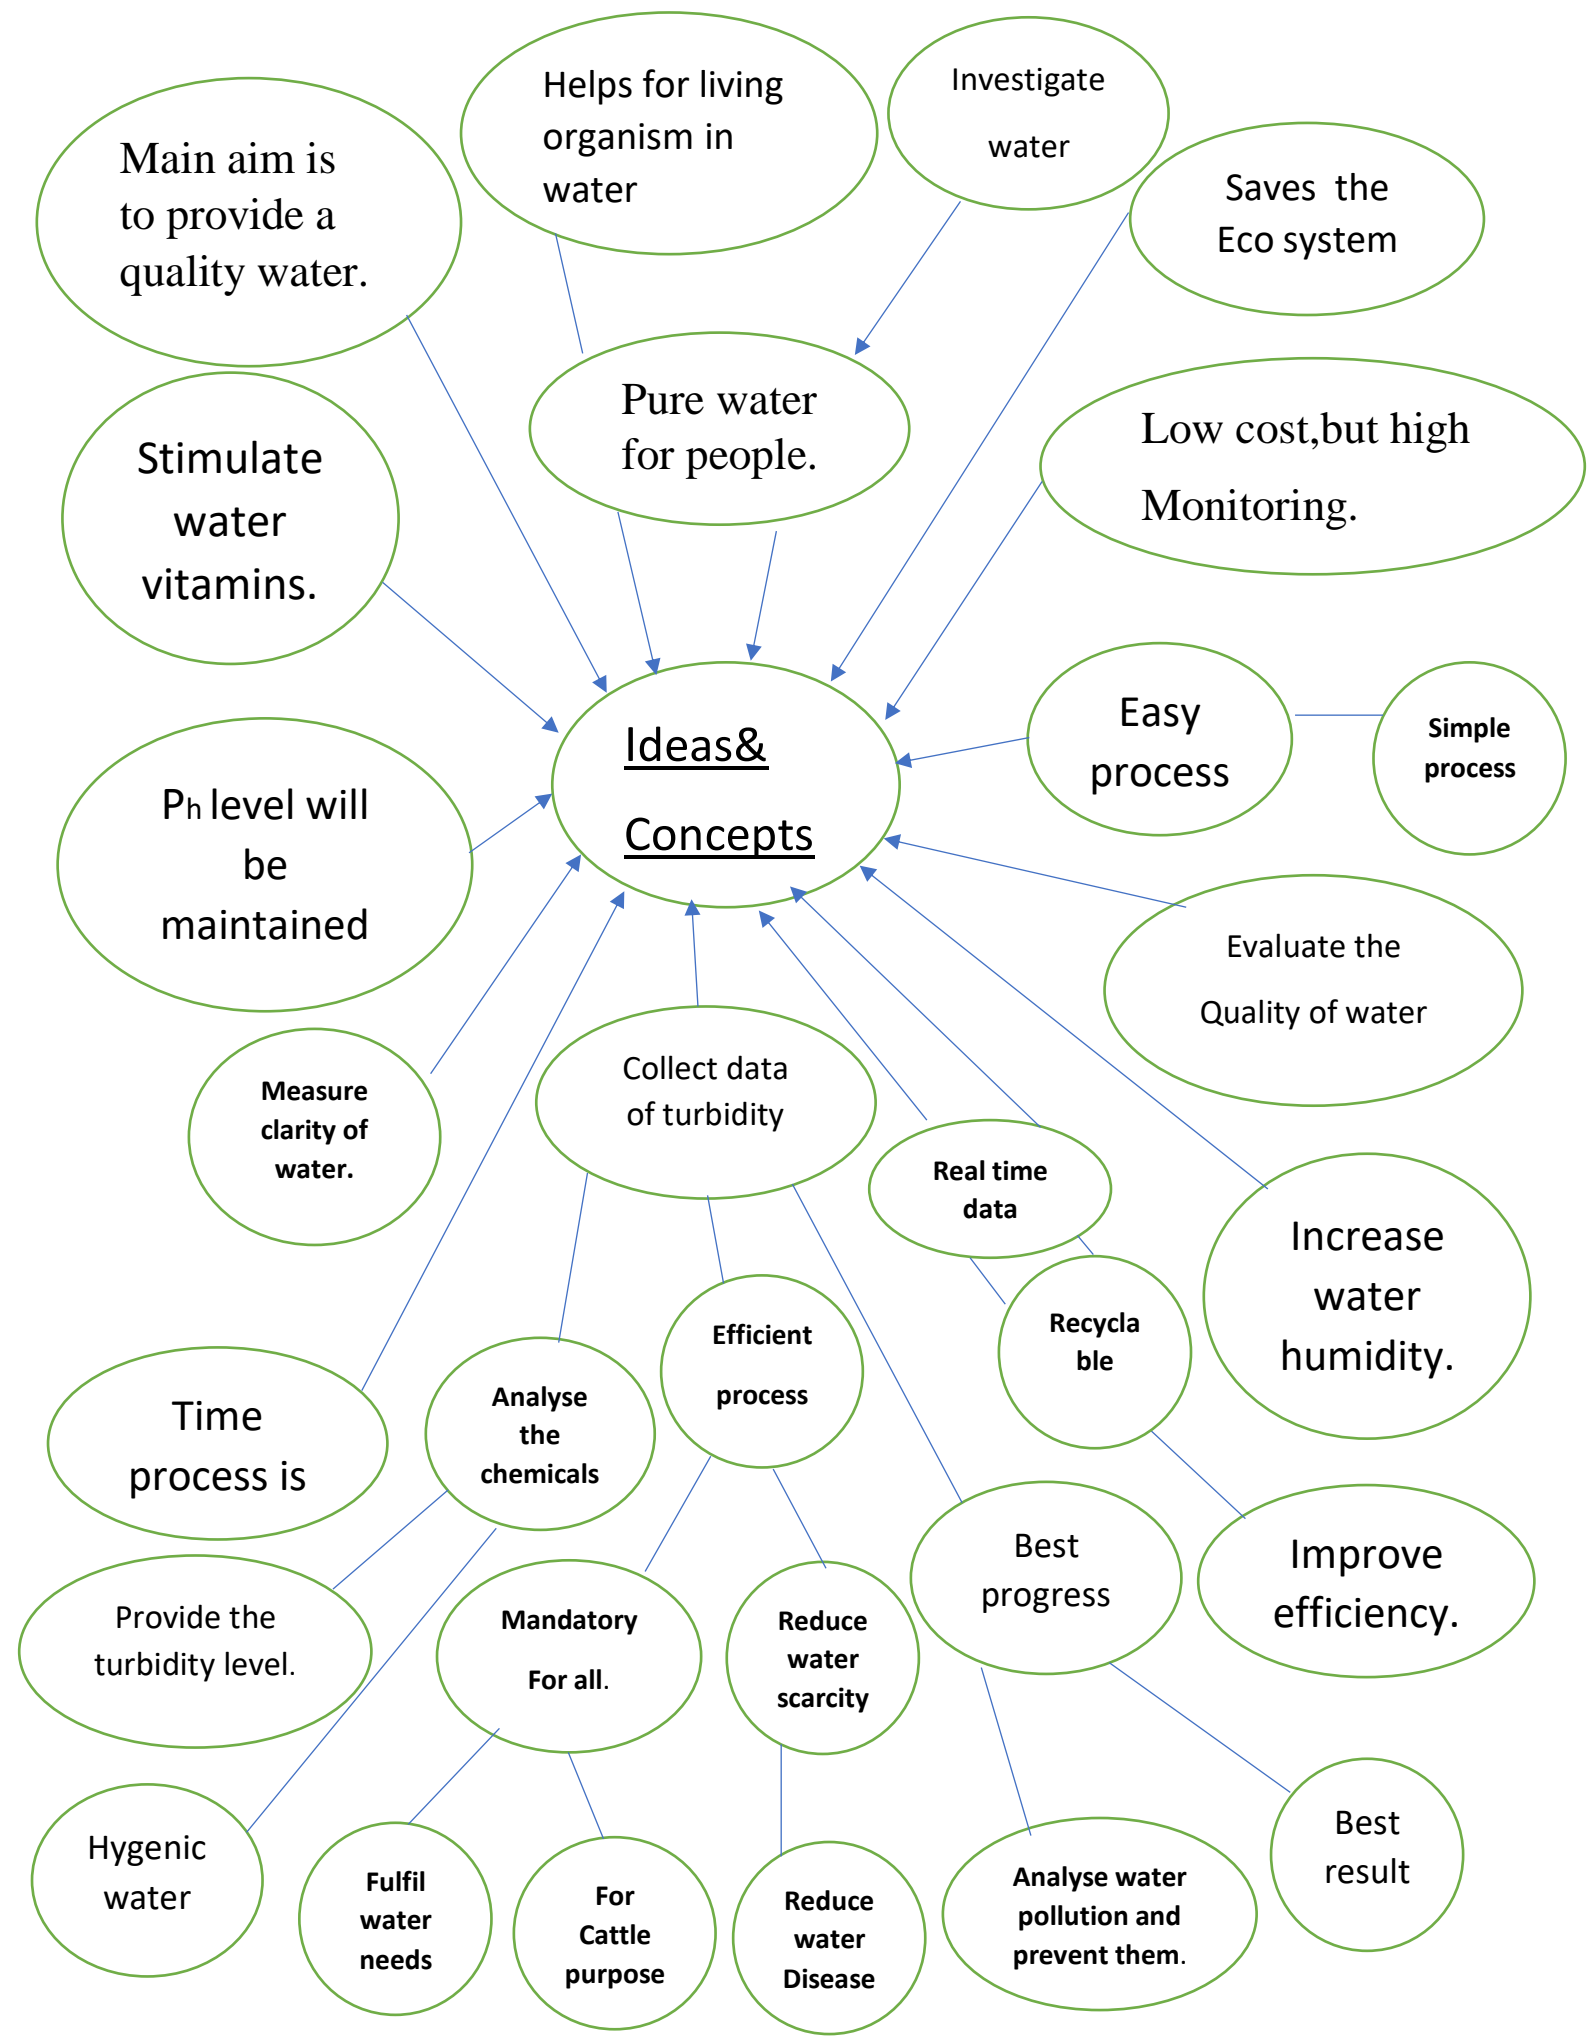 Helps for living
organism in
water
Investigate
water
Main aim is
to provide a
quality water.
Saves  the
Eco system
Pure water
for people.
Low cost,but high
Monitoring.
Stimulate
water
vitamins.
Ideas&
Concepts
Easy
process
Simple
process
Ph level will
be
maintained
Evaluate the
Quality of water
Measure
clarity of
water.
Collect data
of turbidity
Real time
data
Increase
water
humidity.
Recycla
ble
Efficient
process
Analyse
the
chemicals
Time
process is
Best
progress
Improve
efficiency.
Provide the
turbidity level.
Mandatory
For all.
Reduce
water
scarcity
Hygenic
water
Fulfil
water
needs
For
Cattle
purpose
Reduce
water
Disease
Analyse water
pollution and
prevent them.
Best
result